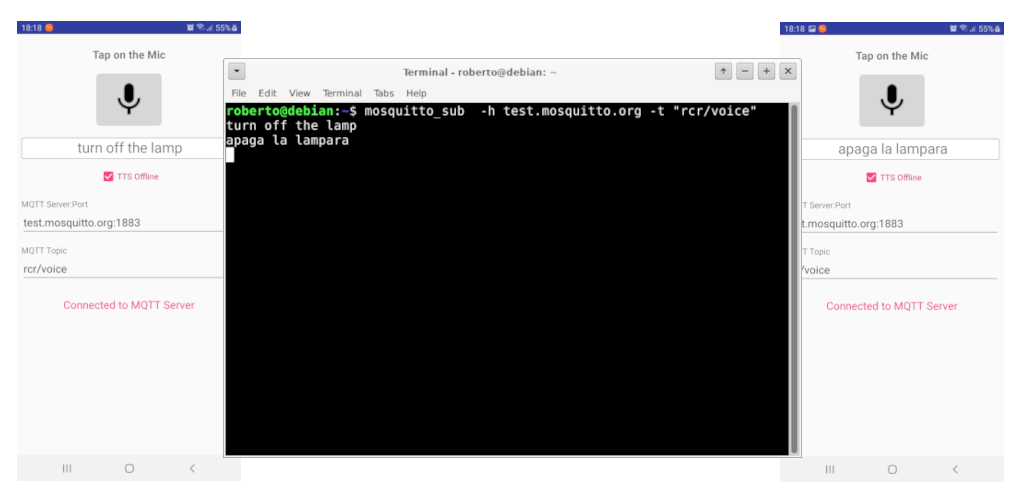 18:18
55%
Tap on the Mic
turn off the lamp
TTS Offline
MQTT Server:Port
test.mosquitto.org:1883
MQTT Topic
rcr/voice
Connected to MQTT Server
Terminal - roberto@debian: ~
File Edit View Terminal Tabs Help
roberto@debian:~$ mosquitto_sub -h test.mosquitto.org -t "rcr/voice"
turn off the lamp
apaga la lampara
18:18
55%
Tap on the Mic
apaga la lampara
TTS Offline
T Server:Port
t.mosquitto.org:1883
T Topic
/voice
Connected to MQTT Server